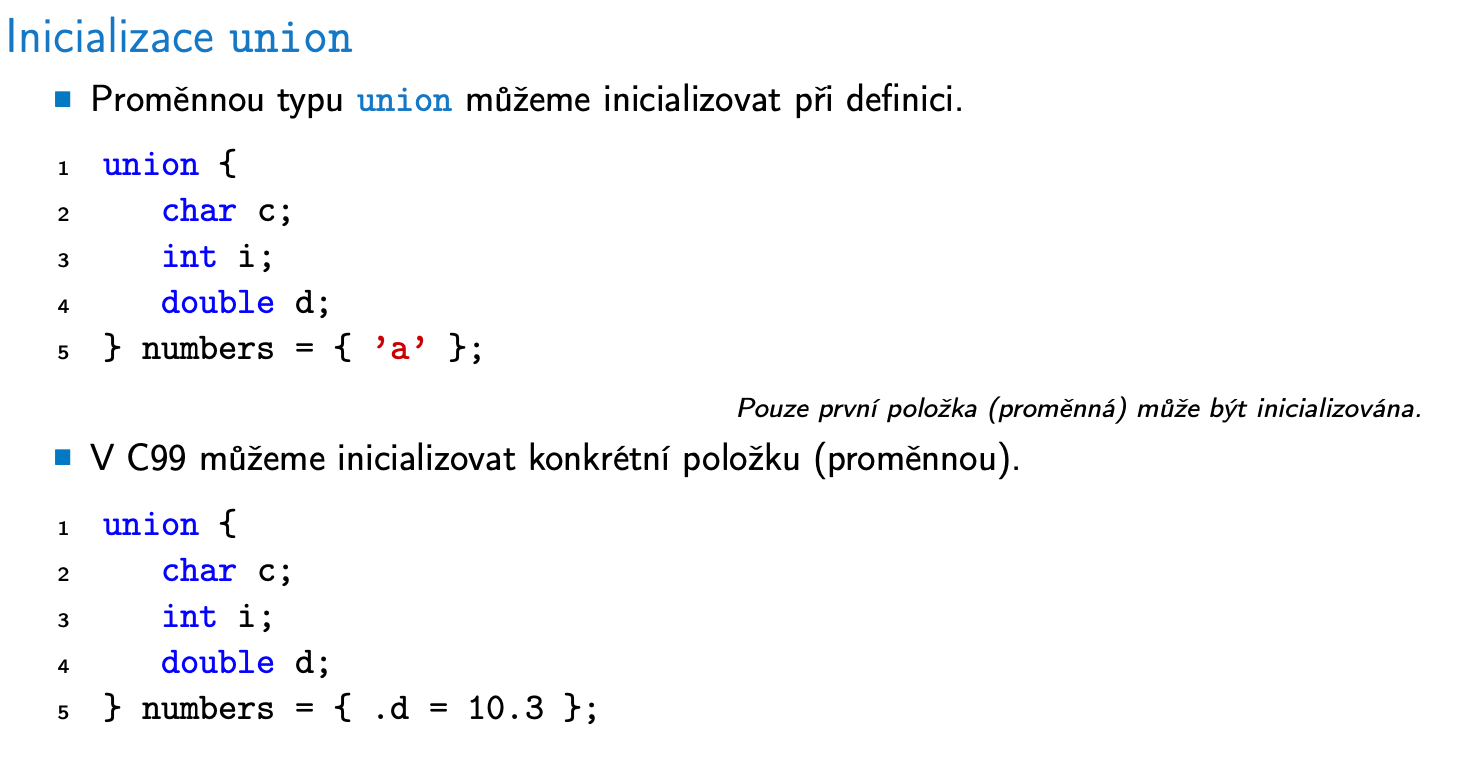 Inicializace union
■ Proměnnou typu union můžeme inicializovat při definici.
1 union {
2    char c;
3    int i;
4    double d;
5 } numbers = { ’a’ };
Pouze první položka (proměnná) může být inicializována.
■ V C99 můžeme inicializovat konkrétní položku (proměnnou).
1 union {
2    char c;
3    int i;
4    double d;
5 } numbers = { .d = 10.3 };